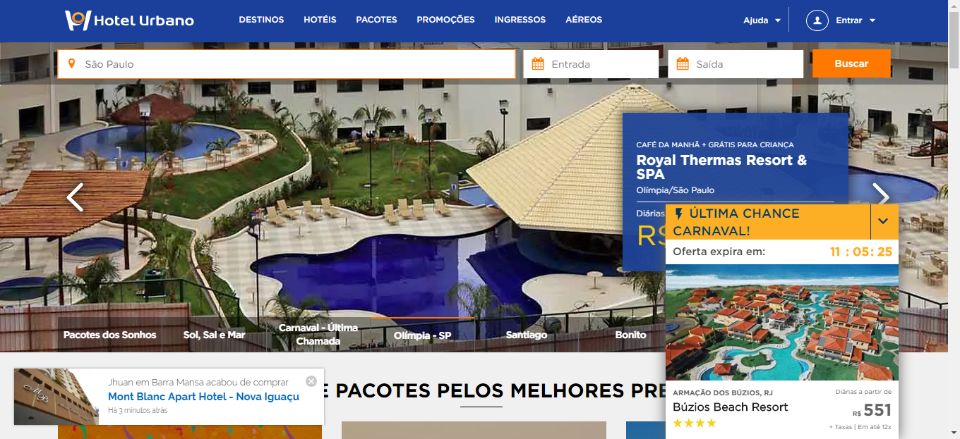 Hotel Urbano
DESTINOS HOTÉIS PACOTES PROMOÇÕES INGRESSOS AÉREOS
Ajuda Entrar
São Paulo
Entrada
Saída
Buscar
CAFÉ DA MANHÃ + GRÁTIS PARA CRIANÇA
Royal Thermas Resort &
SPA
Olímpia/São Paulo
Diárias
R$
ÚLTIMA CHANCE
CARNAVAL!
Oferta expira em: 11 : 05 : 25
Pacotes dos Sonhos
Sol, Sal e Mar
Carnaval - Última
Chamada
Olímpia - SP
Santiago
Bonito
Jhuan em Barra Mansa acabou de comprar
Mont Blanc Apart Hotel - Nova Iguaçu
Há 3 minutos atrás
E PACOTES PELOS MELHORES PRE
ARMAÇÃO DOS BÚZIOS, RJ
Búzios Beach Resort
Diárias a partir de
R$ 551
+ Taxas | Em até 12x